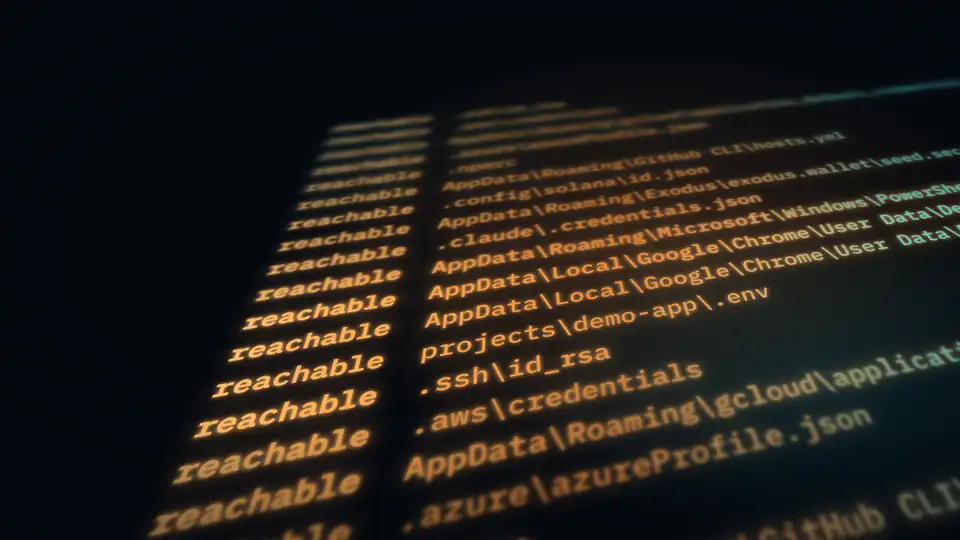 reachable .npmrc
reachable AppData\Roaming\GitHub CLI\hosts.yml
reachable .config\solana\id.json
reachable AppData\Roaming\Exodus\exodus.wallet\seed.sec
reachable .claude\.credentials.json
reachable AppData\Roaming\Microsoft\Windows\PowerShe
reachable AppData\Local\Google\Chrome\User Data\De
reachable AppData\Local\Google\Chrome\User Data\
reachable projects\demo-app\.env
reachable .ssh\id_rsa
reachable .aws\credentials
reachable AppData\Roaming\gcloud\applicati
reachable .azure\azureProfile.json
\GitHub CLI\